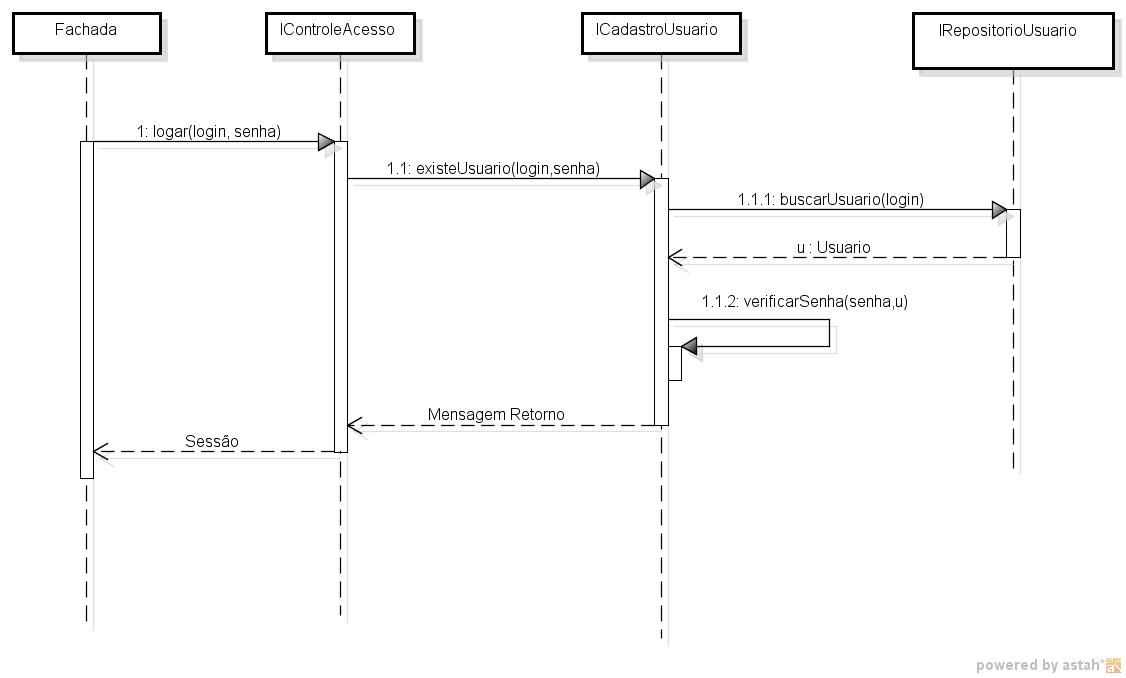 Fachada
IControleAcesso
ICadastroUsuario
IRepositorioUsuario
1: logar(login, senha)
1.1: existeUsuario(login,senha)
1.1.1: buscarUsuario(login)
u : Usuario
1.1.2: verificarSenha(senha,u)
Mensagem Retorno
Sessão
powered by astah*